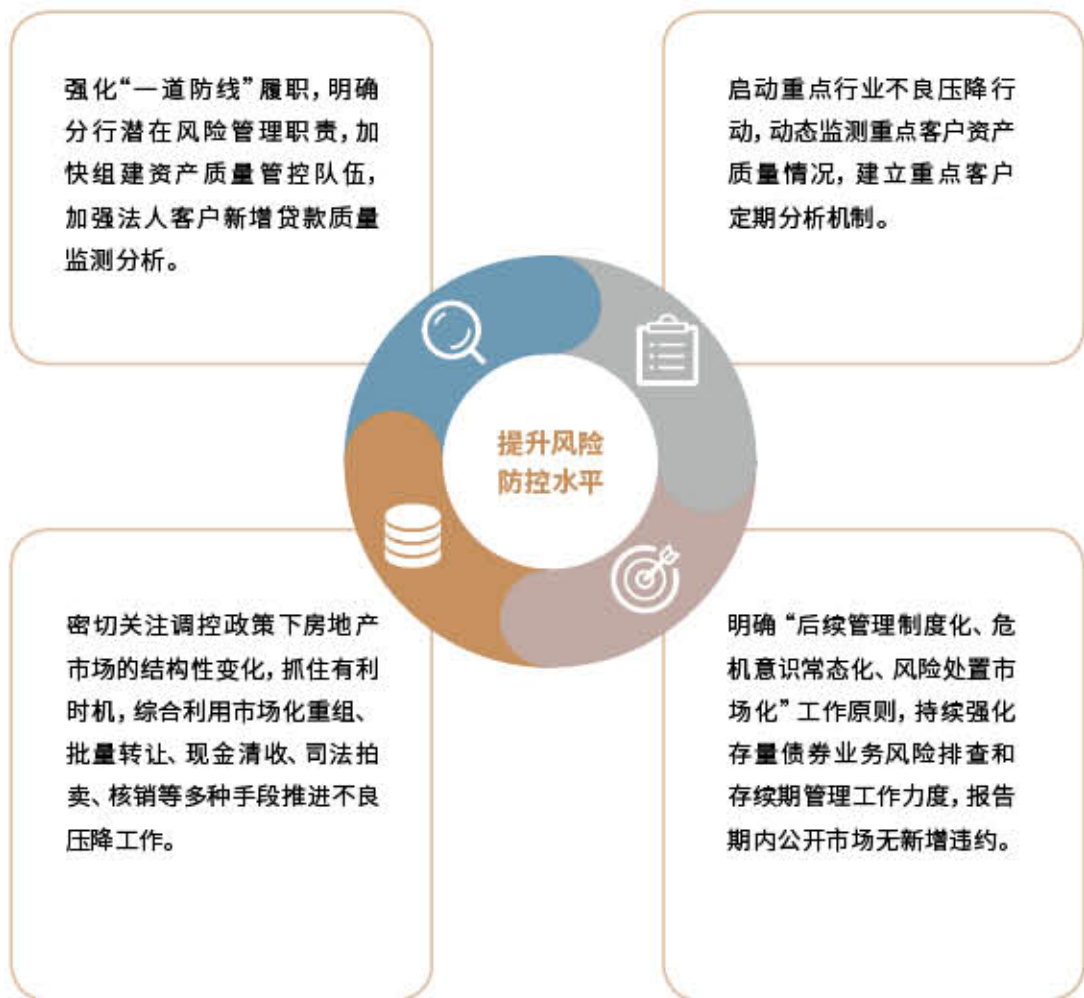 强化“一道防线”履职，明确
分行潜在风险管理职责，加
快组建资产质量管控队伍，
加强法人客户新增贷款质量
监测分析。
启动重点行业不良压降行
动，动态监测重点客户资产
质量情况，建立重点客户
定期分析机制。
提升风险
防控水平
密切关注调控政策下房地产
市场的结构性变化，抓住有利
时机，综合利用市场化重组、
批量转让、现金清收、司法拍
卖、核销等多种手段推进不良
压降工作。
明确“后续管理制度化、危
机意识常态化、风险处置市
场化”工作原则，持续强化
存量债券业务风险排查和
存续期管理工作力度，报告
期内公开市场无新增违约。